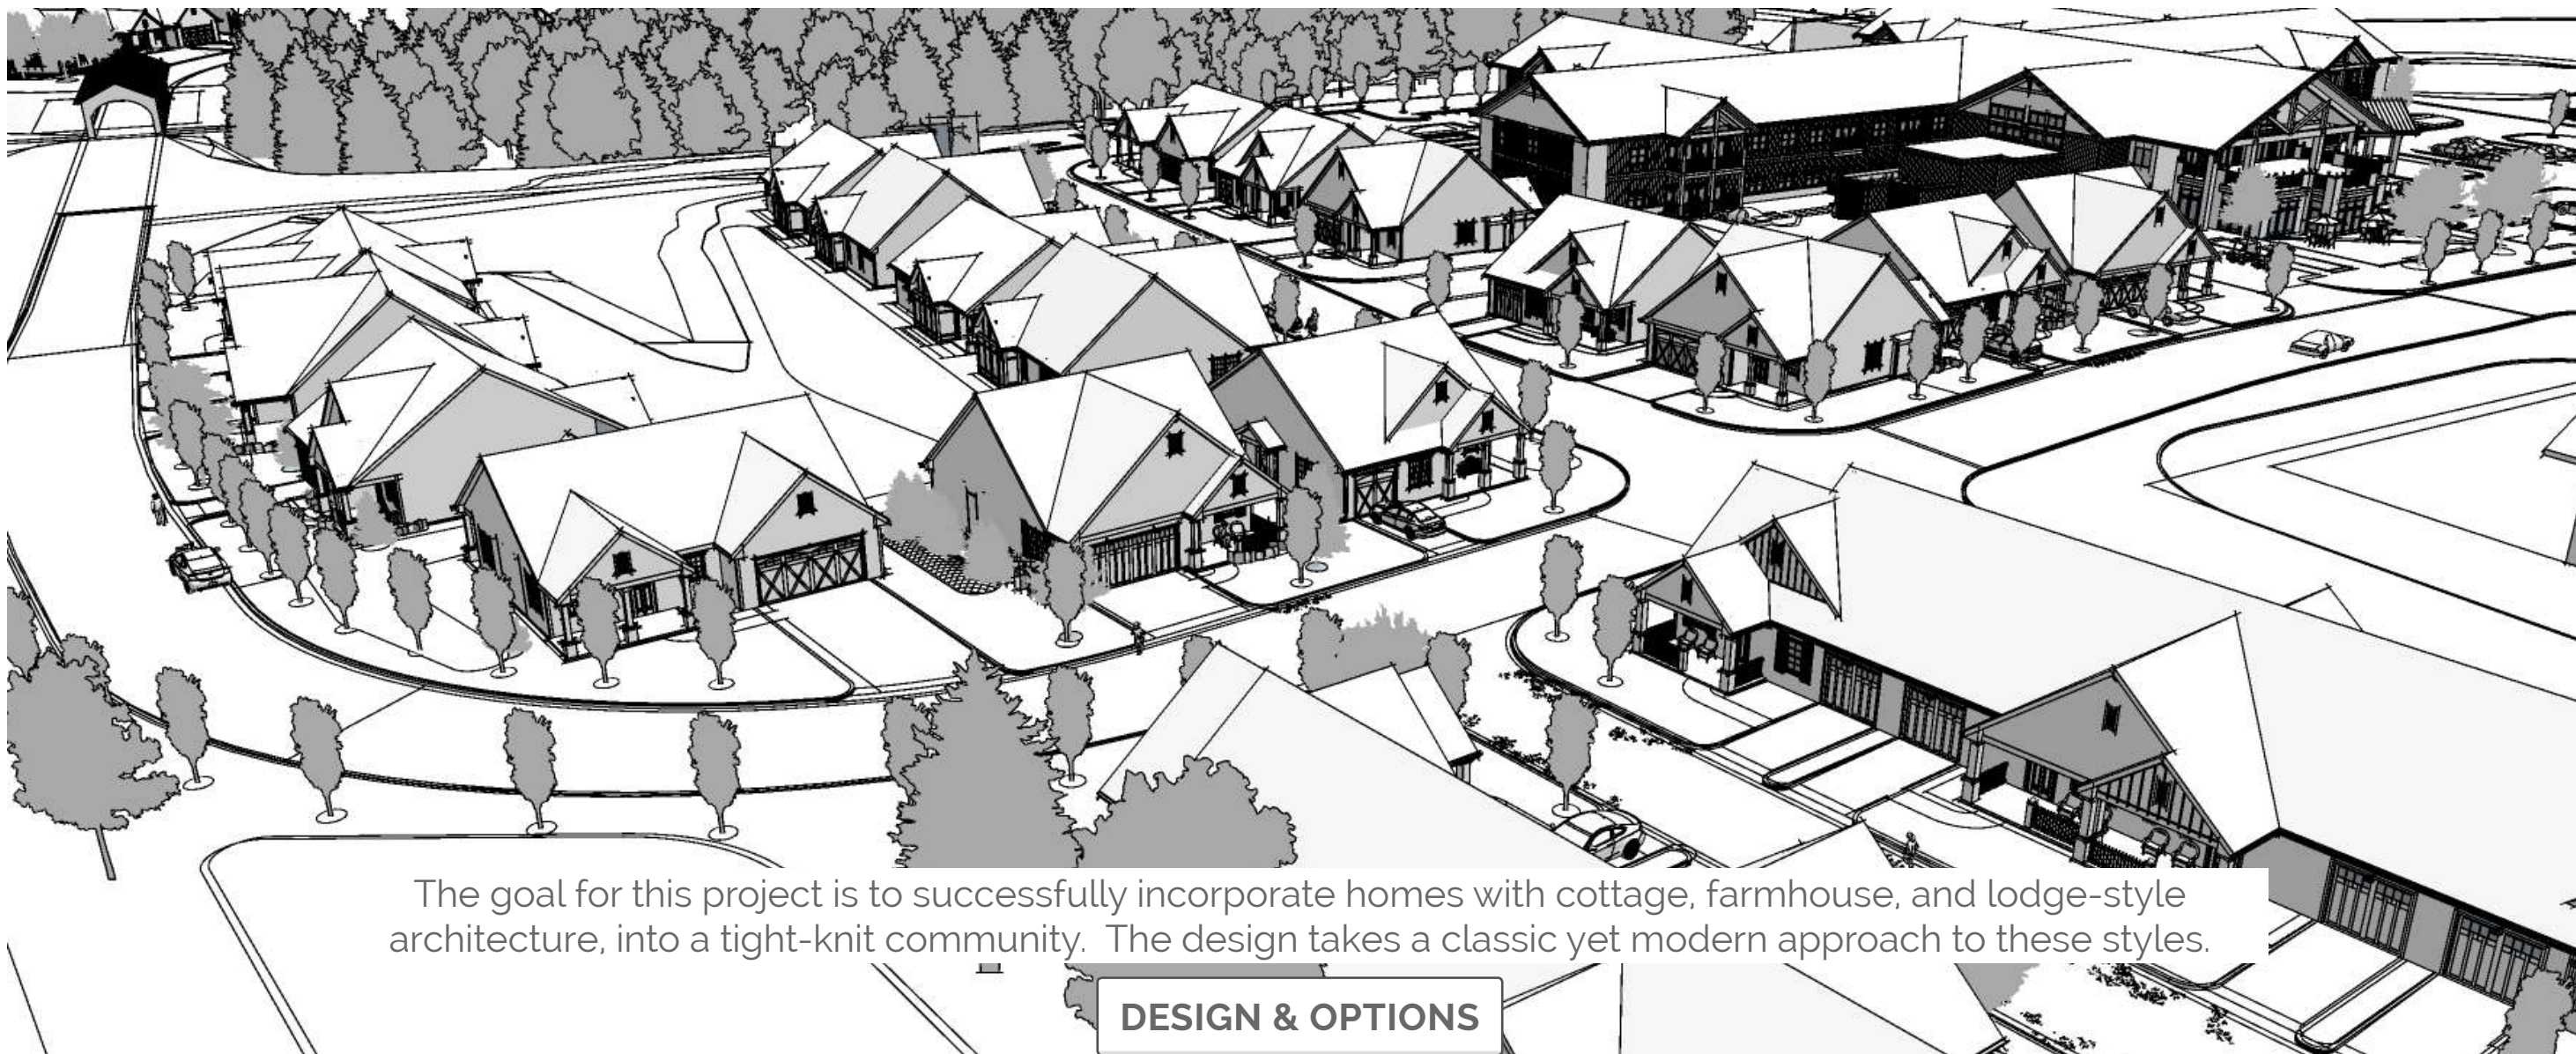 The goal for this project is to successfully incorporate homes with cottage, farmhouse, and lodge-style
architecture, into a tight-knit community.  The design takes a classic yet modern approach to these styles.
DESIGN & OPTIONS